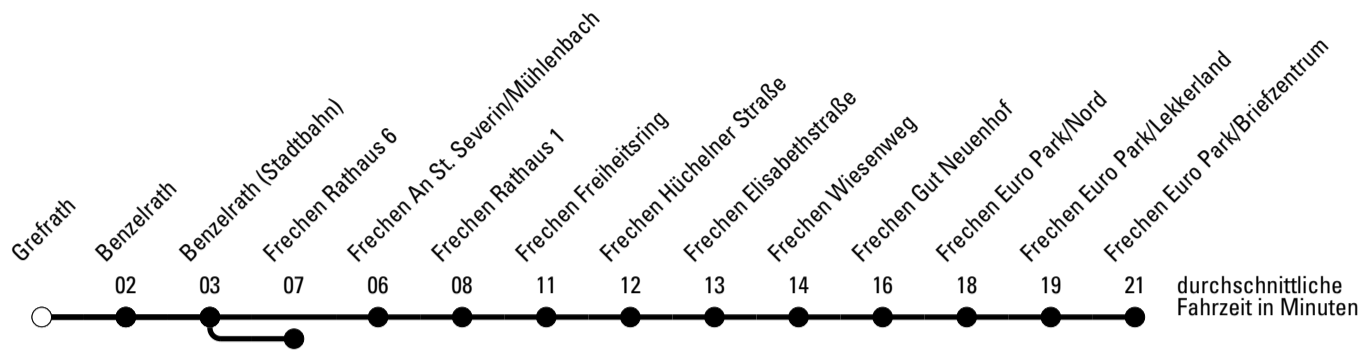 Grefrath
Benzelrath
Benzelrath (Stadtbahn)
Frechen Rathaus 6
Frechen An St. Severin/Mühlenbach
Frechen Rathaus 1
Frechen Freiheitsring
Frechen Hüchelner Straße
Frechen Elisabethstraße
Frechen Wiesenweg
Frechen Gut Neuenhof
Frechen Euro Park/Nord
Frechen Euro Park/Lekkerland
Frechen Euro Park/Briefzentrum
02 03 07 06 08 11 12 13 14 16 18 19 21
durchschnittliche
Fahrzeit in Minuten